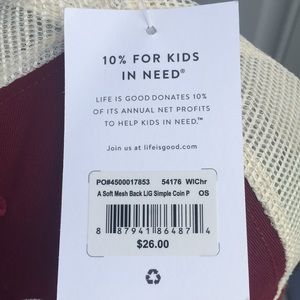 10% FOR KIDS
IN NEED®
LIFE IS GOOD DONATES 10%
OF ITS ANNUAL NET PROFITS
TO HELP KIDS IN NEED.™
Join us at lifeisgood.com
PO#4500017853 54176 WIChr
A Soft Mesh Back LiG Simple Coin P OS
8 87941 86487 4
$26.00